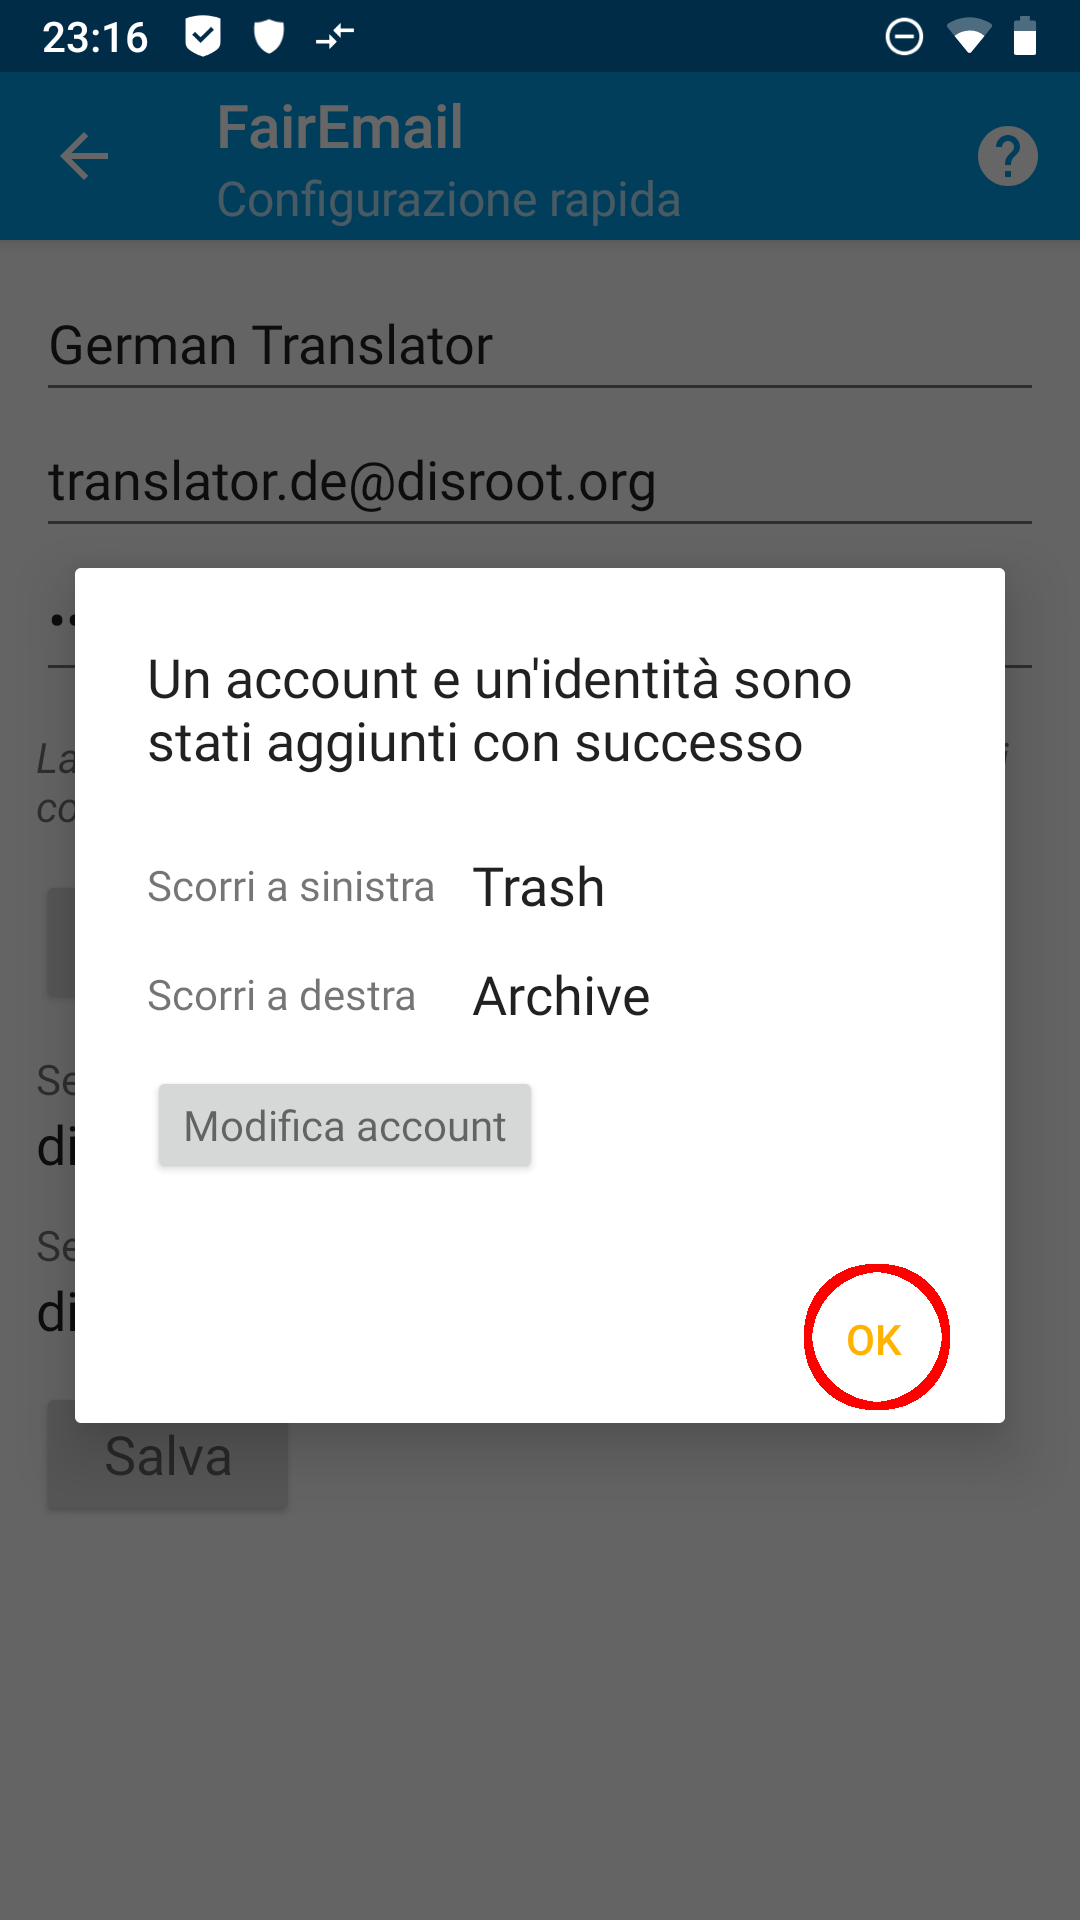 23:16
FairEmail
Configurazione rapida
German Translator
translator.de@disroot.org
Un account e un'identità sono
stati aggiunti con successo
Scorri a sinistra Trash
Scorri a destra Archive
Modifica account
OK
Salva